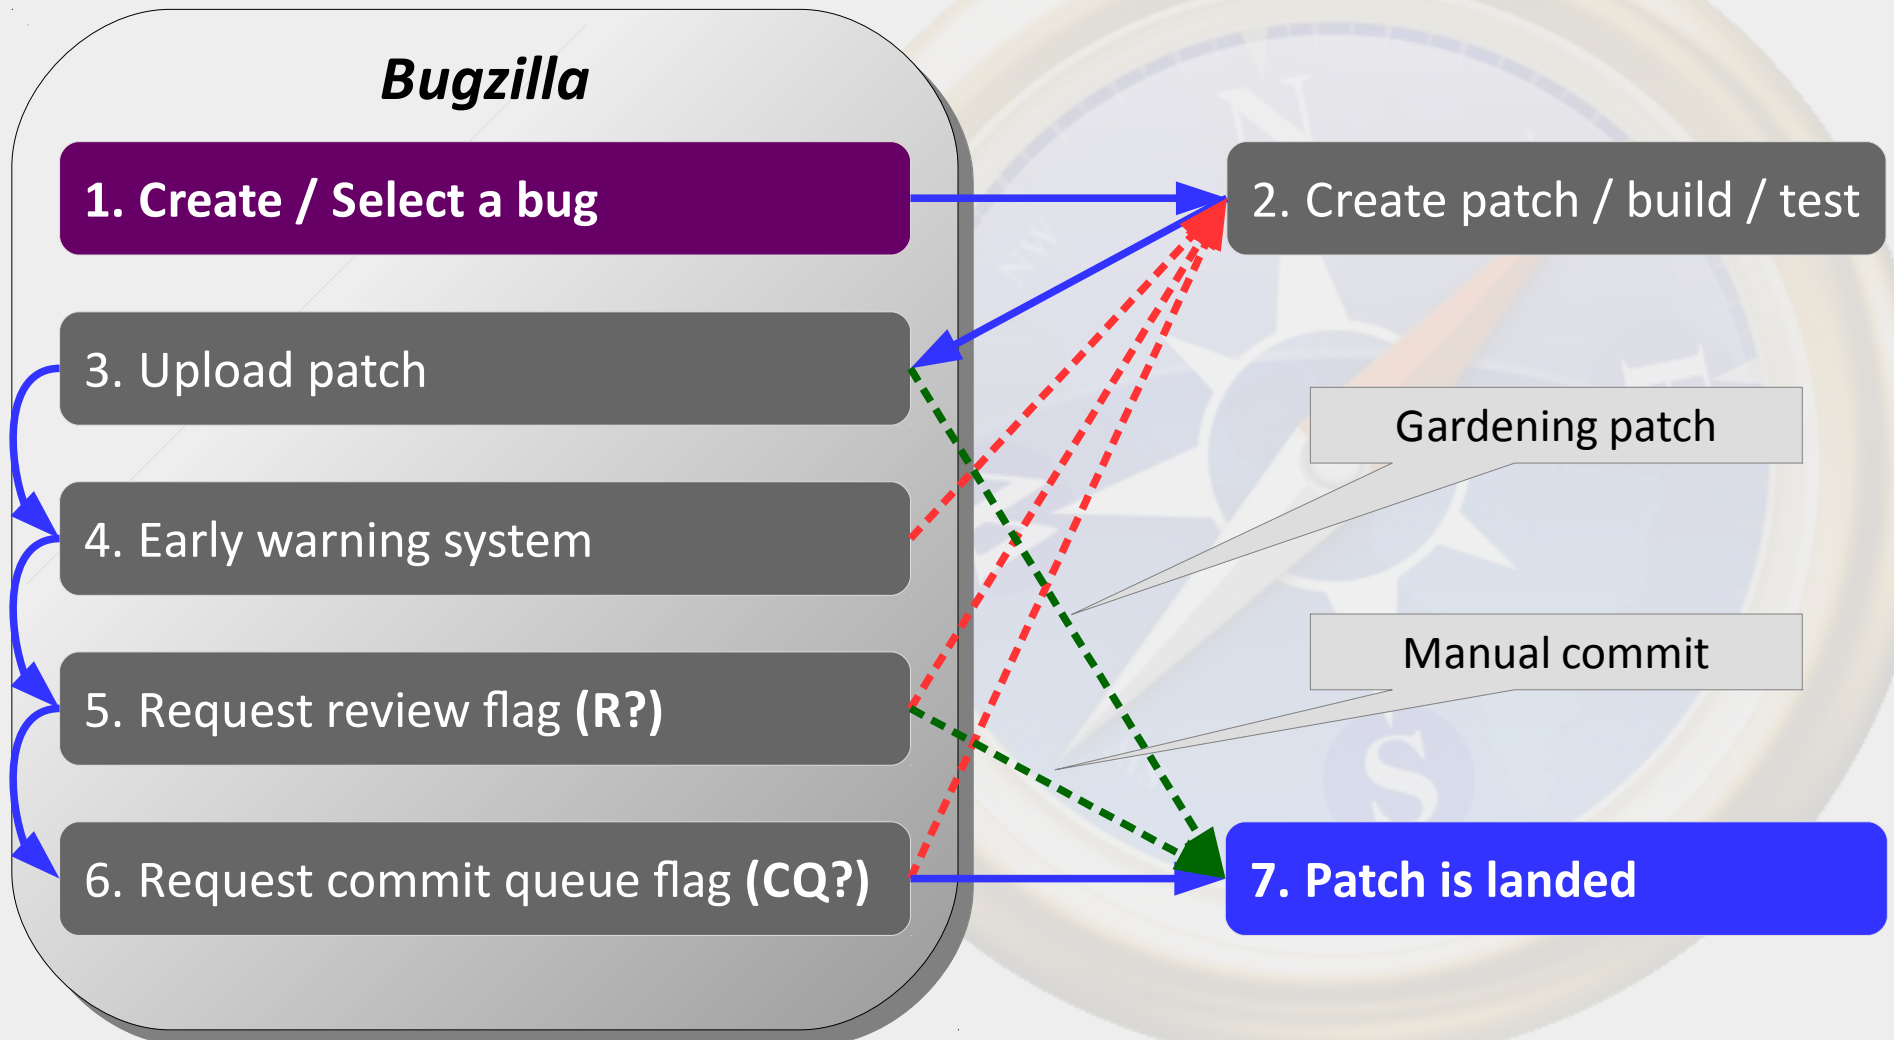 Bugzilla
1. Create / Select a bug
2. Create patch / build / test
3. Upload patch
Gardening patch
4. Early warning system
Manual commit
5. Request review flag (R?)
6. Request commit queue flag (CQ?)
7. Patch is landed
N
NW
S